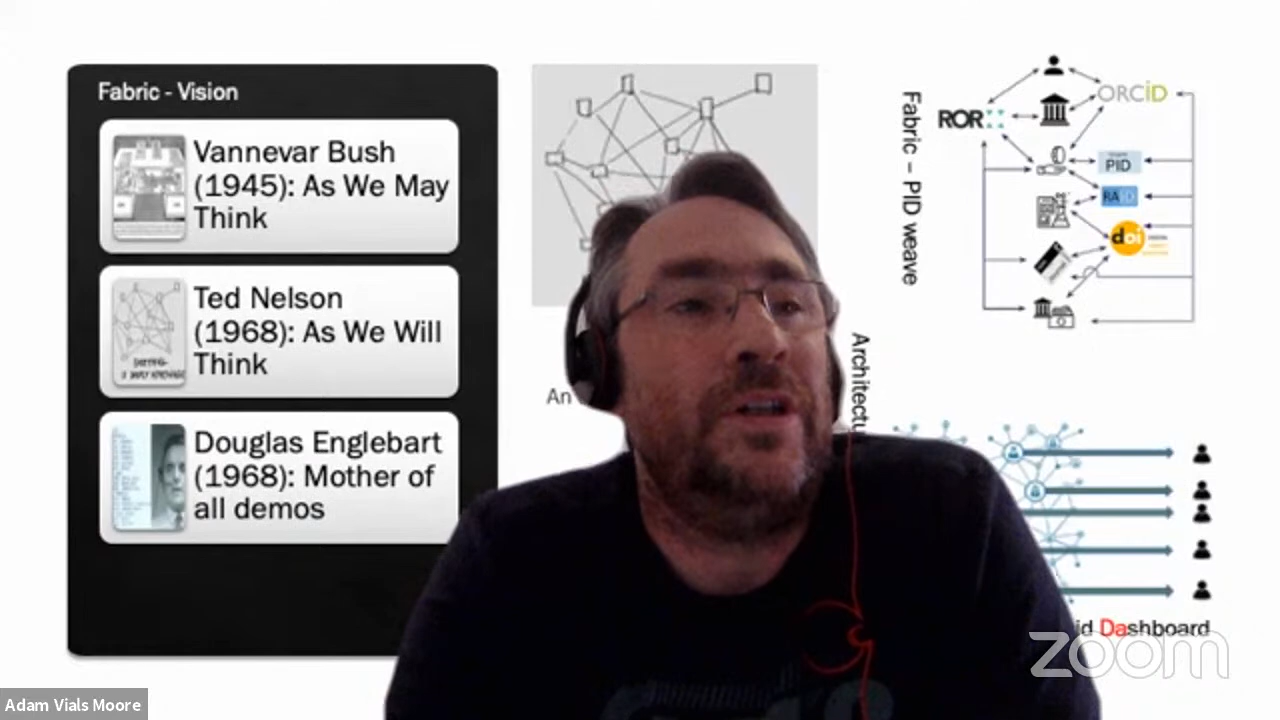 Fabric - Vision
Vannevar Bush
(1945): As We May
Think
Ted Nelson
(1968): As We Will
Think
Douglas Englebart
(1968): Mother of
all demos
An
Fabric – PID weave
ROR
ORCiD
PID
RAiD
doi
Architectu
id Dashboard
zoom
Adam Vials Moore